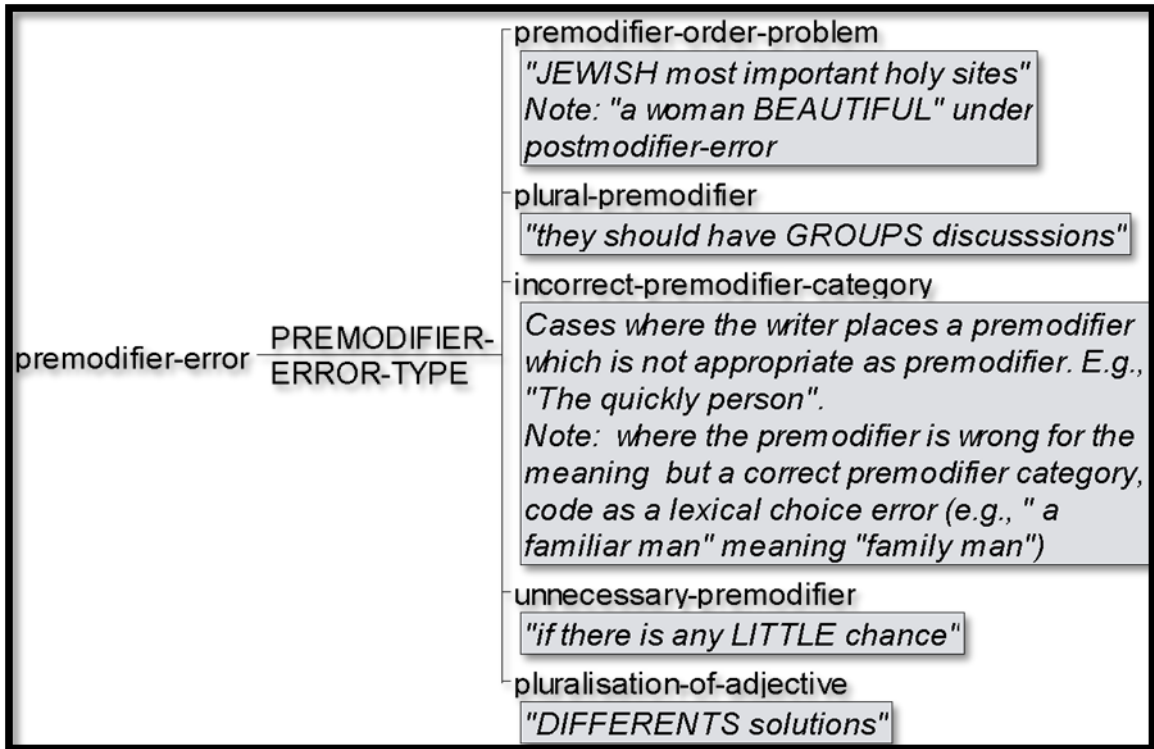 premodifier-order-problem
"JEWISH most important holy sites"
Note: "a woman BEAUTIFUL" under
postmodifier-error
plural-premodifier
"they should have GROUPS discusssions"
incorrect-premodifier-category
Cases where the writer places a premodifier
which is not appropriate as premodifier. E.g.,
"The quickly person".
Note: where the premodifier is wrong for the
meaning but a correct premodifier category,
code as a lexical choice error (e.g., " a
familiar man" meaning "family man")
premodifier-error
PREMODIFIER-
ERROR-TYPE
unnecessary-premodifier
"if there is any LITTLE chance"
pluralisation-of-adjective
"DIFFERENTS solutions"